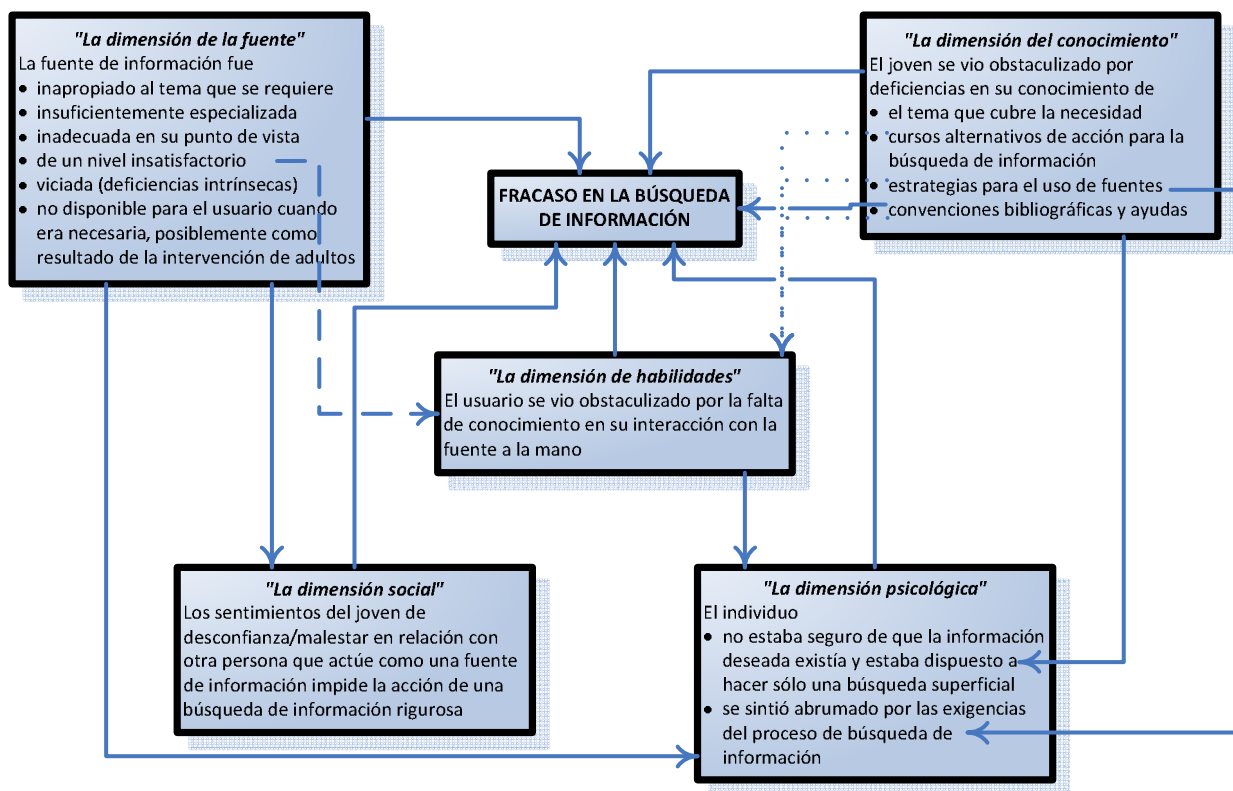 "La dimensión de la fuente"
La fuente de información fue
• inapropiado al tema que se requiere
• insuficientemente especializada
• inadecuada en su punto de vista
• de un nivel insatisfactorio
• viciada (deficiencias intrínsecas)
• no disponible para el usuario cuando
era necesaria, posiblemente como
resultado de la intervención de adultos
"La dimensión del conocimiento"
El joven se vio obstaculizado por
deficiencias en su conocimiento de
• el tema que cubre la necesidad
• cursos alternativos de acción para la
búsqueda de información
• estrategias para el uso de fuentes
• convenciones bibliográficas y ayudas
FRACASO EN LA BÚSQUEDA
DE INFORMACIÓN
"La dimensión de habilidades"
El usuario se vio obstaculizado por la falta
de conocimiento en su interacción con la
fuente a la mano
"La dimensión social"
Los sentimientos del joven de
desconfianza/malestar en relación con
otra persona que actúe como una fuente
de información impide la acción de una
búsqueda de información rigurosa
"La dimensión psicológica"
El individuo
• no estaba seguro de que la información
deseada existía y estaba dispuesto a
hacer sólo una búsqueda superficial
• se sintió abrumado por las exigencias
del proceso de búsqueda de
información